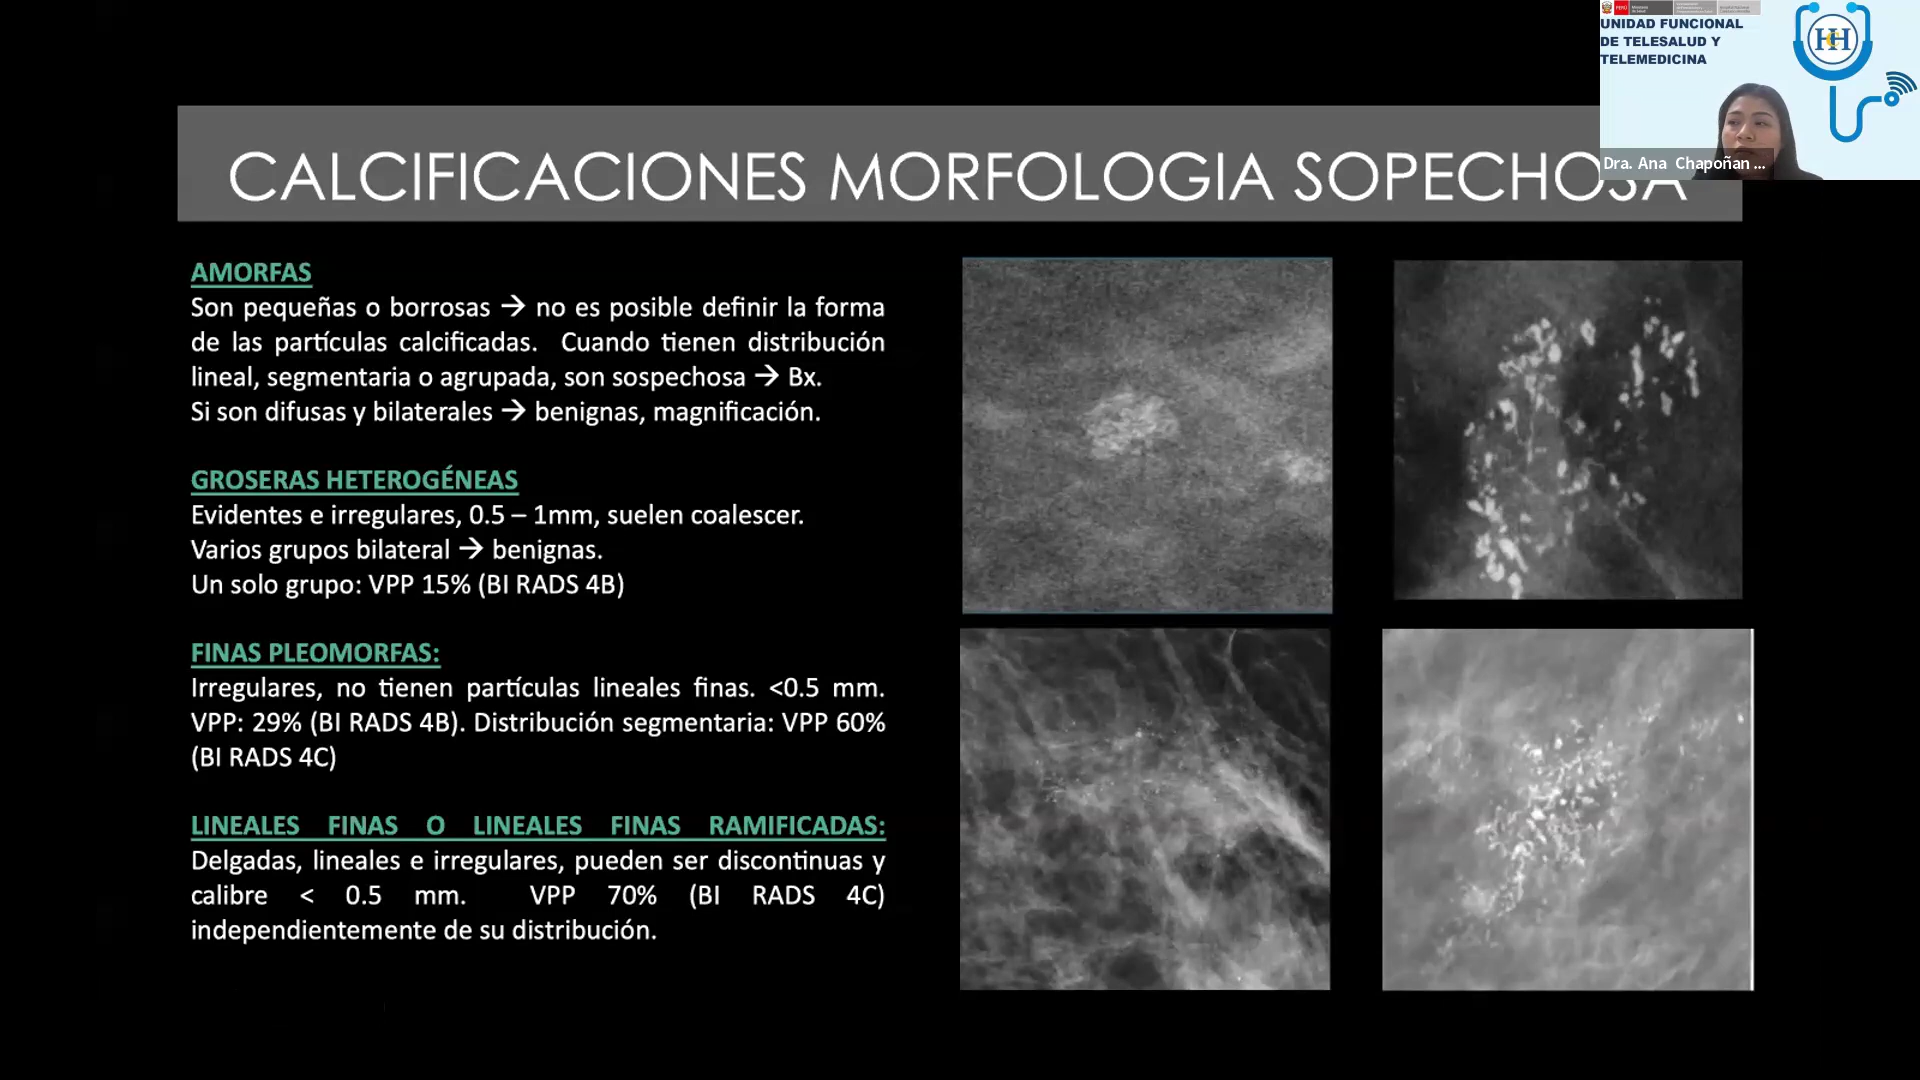 PERÚ
UNIDAD FUNCIONAL
DE TELESALUD Y
TELEMEDICINA
HCH
Dra. Ana Chapoñan ...
CALCIFICACIONES MORFOLOGIA SOPECHOSA
AMORFAS
Son pequeñas o borrosas → no es posible definir la forma
de las partículas calcificadas. Cuando tienen distribución
lineal, segmentaria o agrupada, son sospechosa → Bx.
Si son difusas y bilaterales → benignas, magnificación.
GROSERAS HETEROGÉNEAS
Evidentes e irregulares, 0.5 – 1mm, suelen coalescer.
Varios grupos bilateral → benignas.
Un solo grupo: VPP 15% (BI RADS 4B)
FINAS PLEOMORFAS:
Irregulares, no tienen partículas lineales finas. <0.5 mm.
VPP: 29% (BI RADS 4B). Distribución segmentaria: VPP 60%
(BI RADS 4C)
LINEALES FINAS O LINEALES FINAS RAMIFICADAS:
Delgadas, lineales e irregulares, pueden ser discontinuas y
calibre < 0.5 mm. VPP 70% (BI RADS 4C)
independientemente de su distribución.